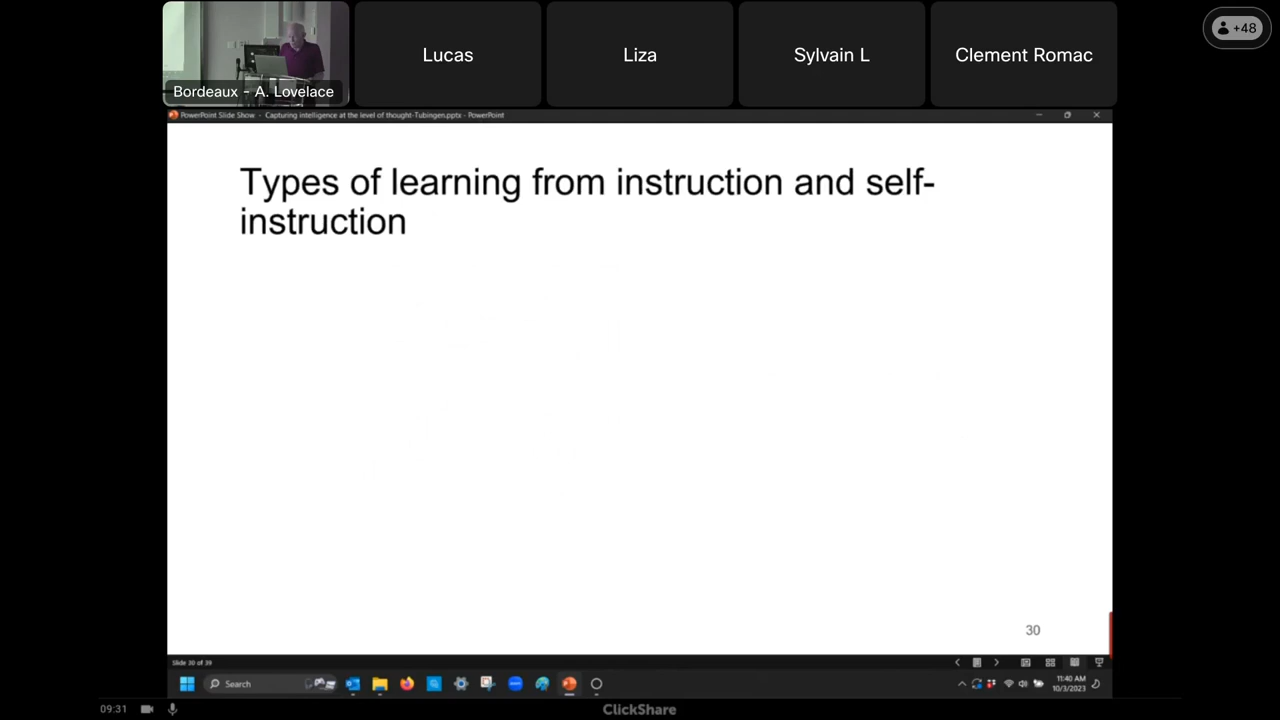 +48
Lucas
Liza
Sylvain L
Clement Romac
Bordeaux - A. Lovelace
PowerPoint Slide Show - Capturing intelligence at the level of thought-Tubingen.pptx - PowerPoint
Types of learning from instruction and self-
instruction
30
Slide 30 of 39
Search
11:40 AM
10/3/2023
09:31
ClickShare